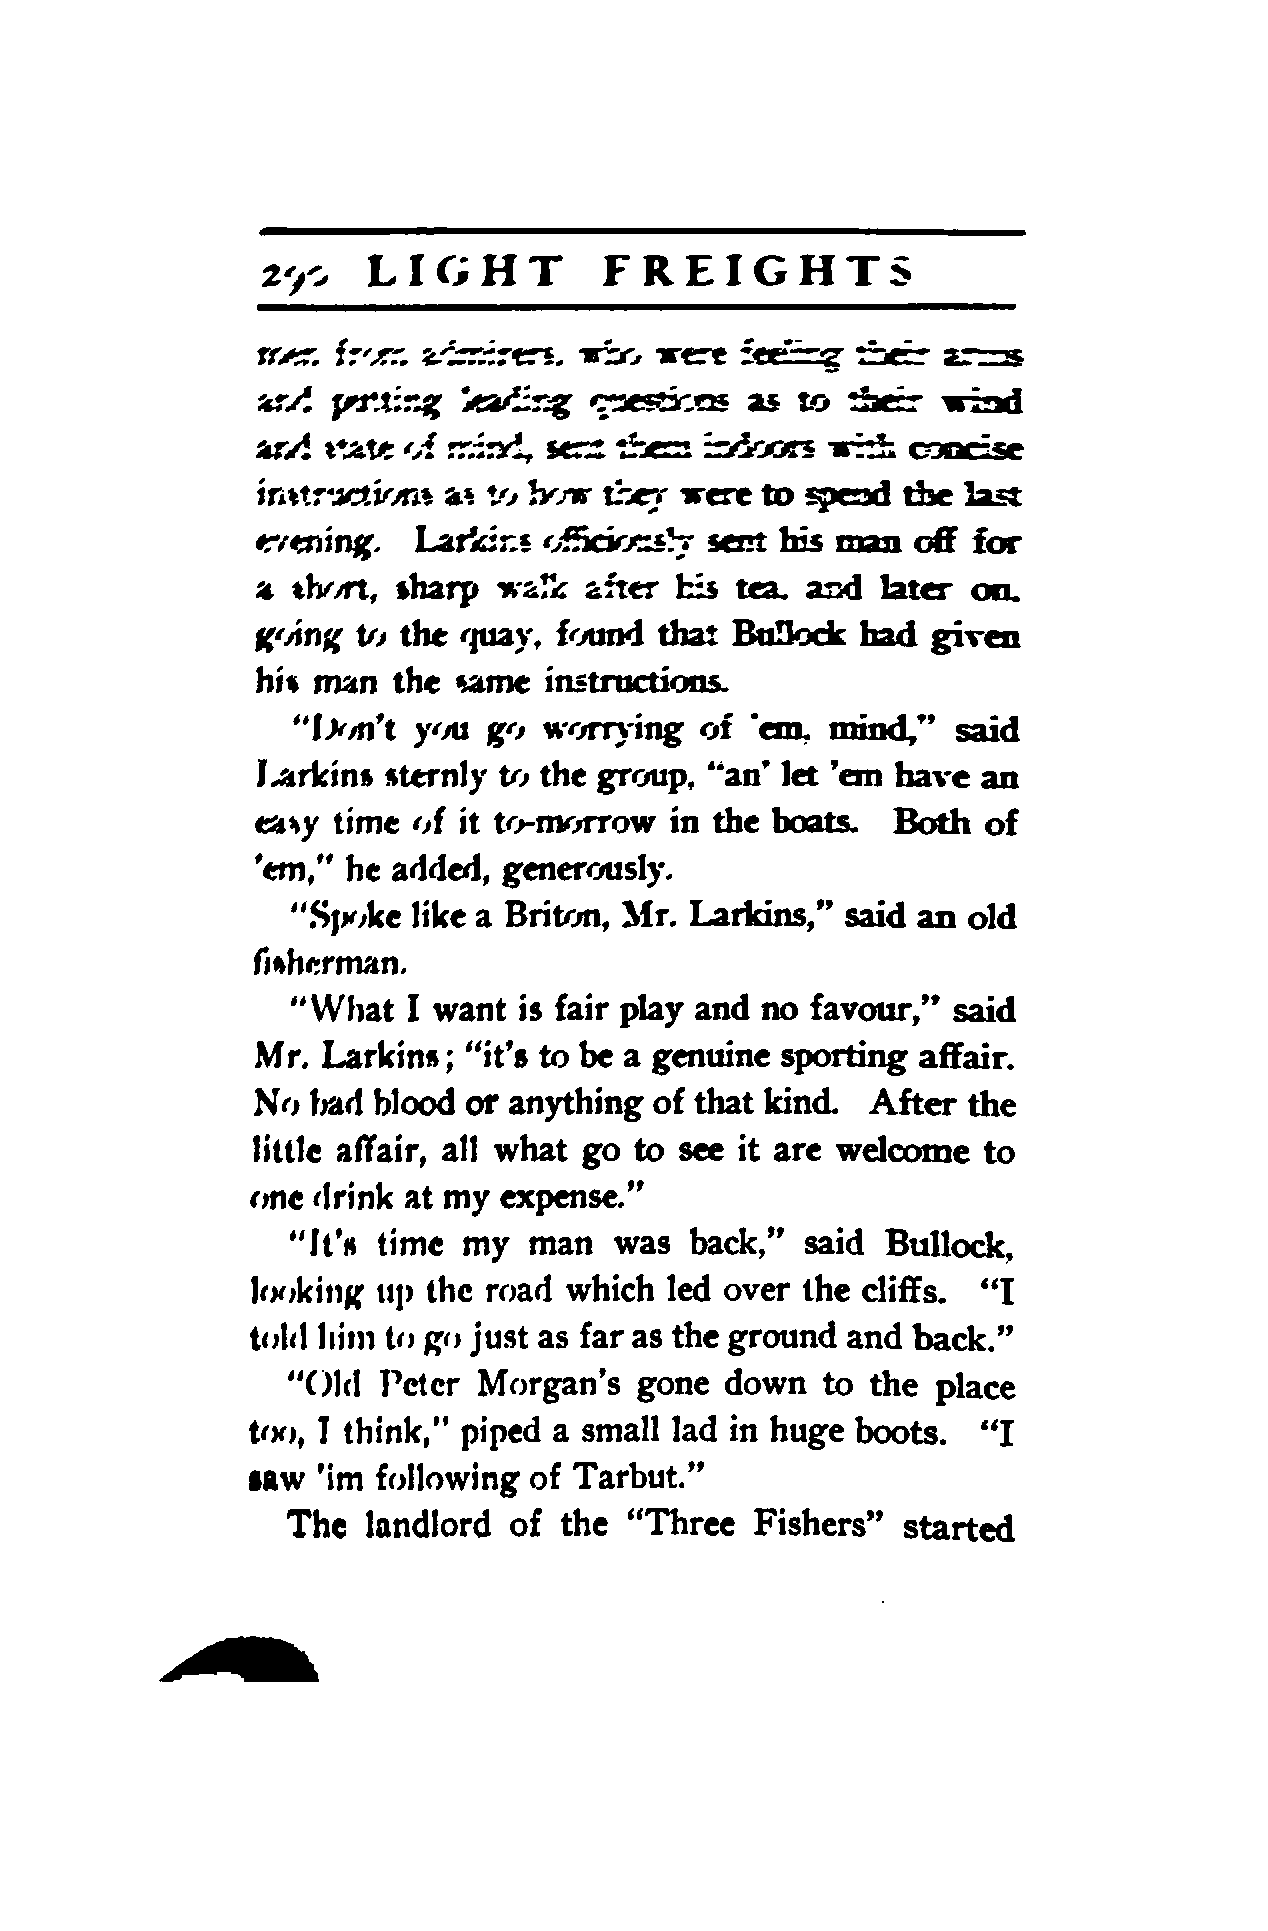 290 LIGHT FREIGHTS
men from admirers, who were feeling their arms
and putting leading questions as to their wind
and state of mind, sent them indoors with concise
instructions as to how they were to spend the last
evening. Larkins officiously sent his man off for
a short, sharp walk after his tea, and later on,
going to the quay, found that Bullock had given
his man the same instructions.
"Don't you go worrying of 'em, mind," said
Larkins sternly to the group, "an' let 'em have an
easy time of it to-morrow in the boats. Both of
'em," he added, generously.
"Spoke like a Briton, Mr. Larkins," said an old
fisherman.
"What I want is fair play and no favour," said
Mr. Larkins; "it's to be a genuine sporting affair.
No bad blood or anything of that kind. After the
little affair, all what go to see it are welcome to
one drink at my expense."
"It's time my man was back," said Bullock,
looking up the road which led over the cliffs. "I
told him to go just as far as the ground and back."
"Old Peter Morgan's gone down to the place
too, I think," piped a small lad in huge boots. "I
saw 'im following of Tarbut."
The landlord of the "Three Fishers" started